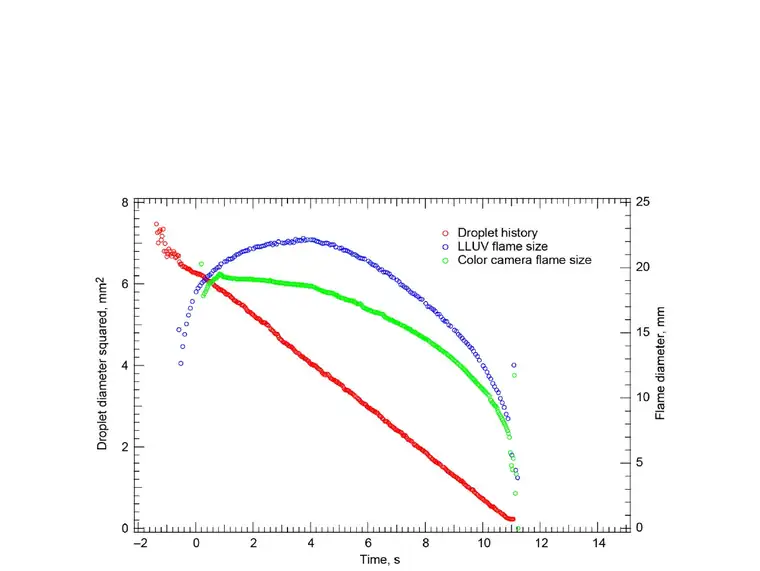 8
6
4
2
0
Droplet diameter squared, mm2
25
20
15
10
5
0
Flame diameter, mm
Droplet history
LLUV flame size
Color camera flame size
−2 0 2 4 6 8 10 12 14
Time, s